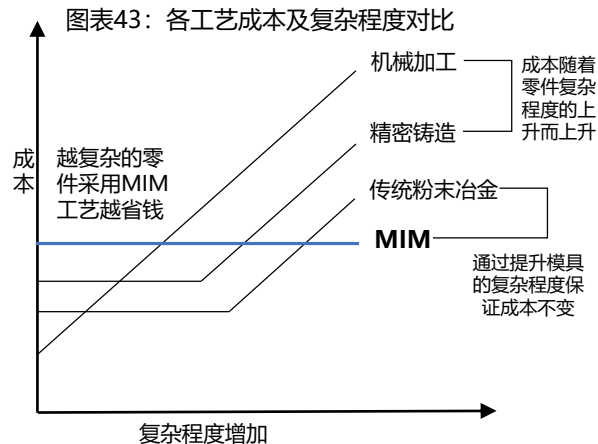 图表43：各工艺成本及复杂程度对比
机械加工
成本随着
零件复杂
程度的上
升而上升
精密铸造
成
本
越复杂的零
件采用MIM
工艺越省钱
传统粉末冶金
MIM
通过提升模具
的复杂程度保
证成本不变
复杂程度增加